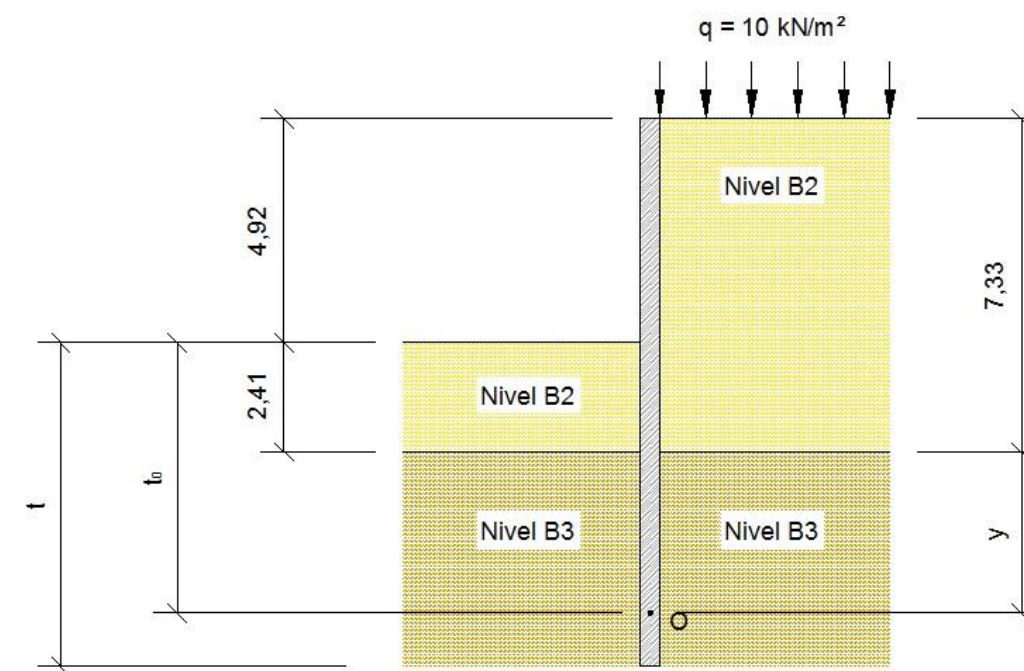 q = 10 kN/m²
Nivel B2
4,92
7,33
Nivel B2
2,41
t₀
t
Nivel B3
Nivel B3
y
O